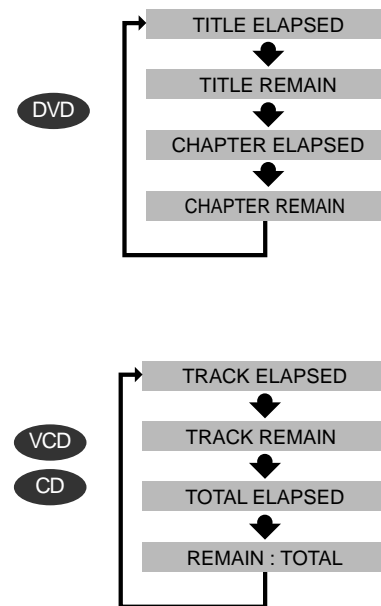 TITLE ELAPSED
TITLE REMAIN
DVD
CHAPTER ELAPSED
CHAPTER REMAIN
TRACK ELAPSED
VCD
TRACK REMAIN
CD
TOTAL ELAPSED
REMAIN : TOTAL